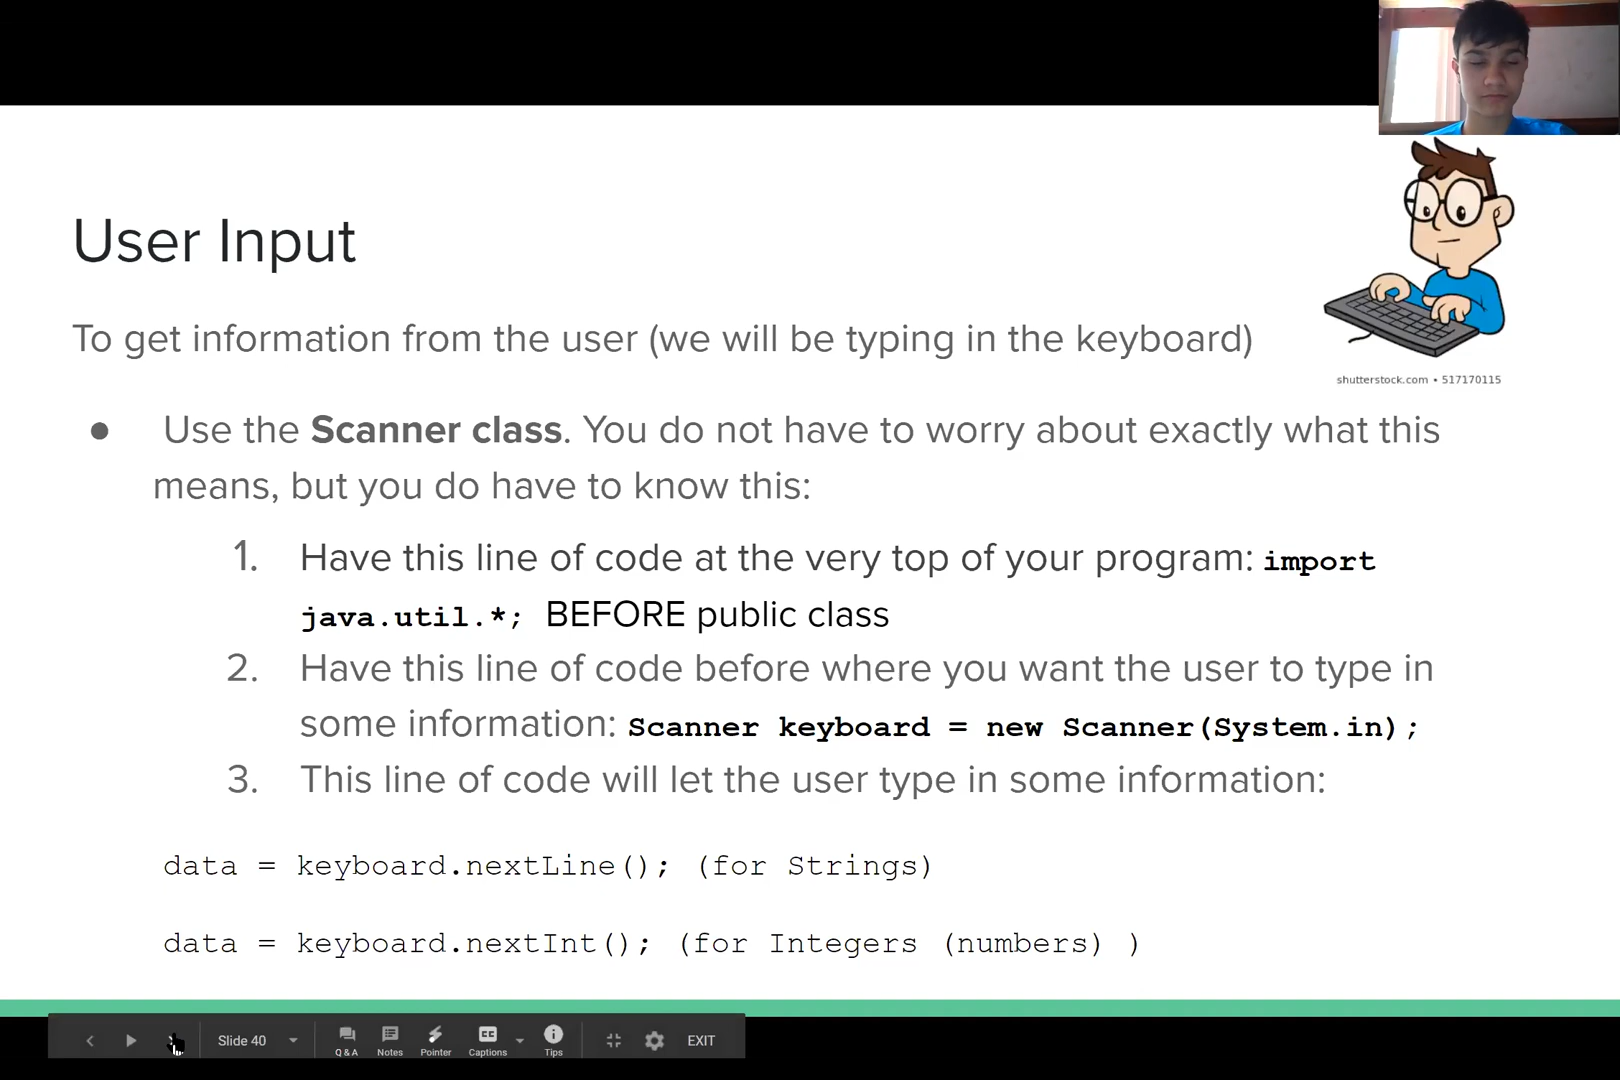 User Input
shutterstock.com • 517170115
To get information from the user (we will be typing in the keyboard)
● Use the Scanner class. You do not have to worry about exactly what this
means, but you do have to know this:
1. Have this line of code at the very top of your program: import
java.util.*; BEFORE public class
2. Have this line of code before where you want the user to type in
some information: Scanner keyboard = new Scanner(System.in);
3. This line of code will let the user type in some information:
data = keyboard.nextLine(); (for Strings)
data = keyboard.nextInt(); (for Integers (numbers) )
Slide 40 Q & A Notes Pointer CC Captions Tips EXIT